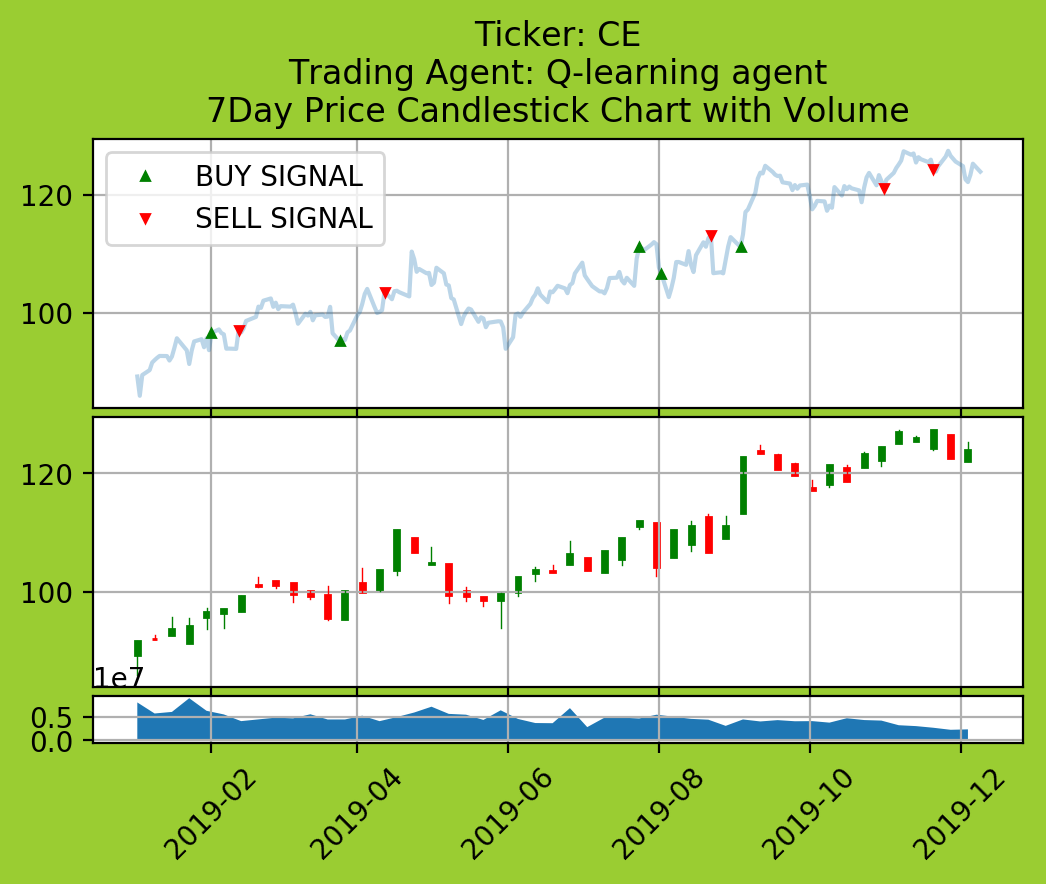 Ticker: CE
Trading Agent: Q-learning agent
7Day Price Candlestick Chart with Volume
BUY SIGNAL
SELL SIGNAL
120
100
120
100
1e7
0.5
0.0
2019-02
2019-04
2019-06
2019-08
2019-10
2019-12